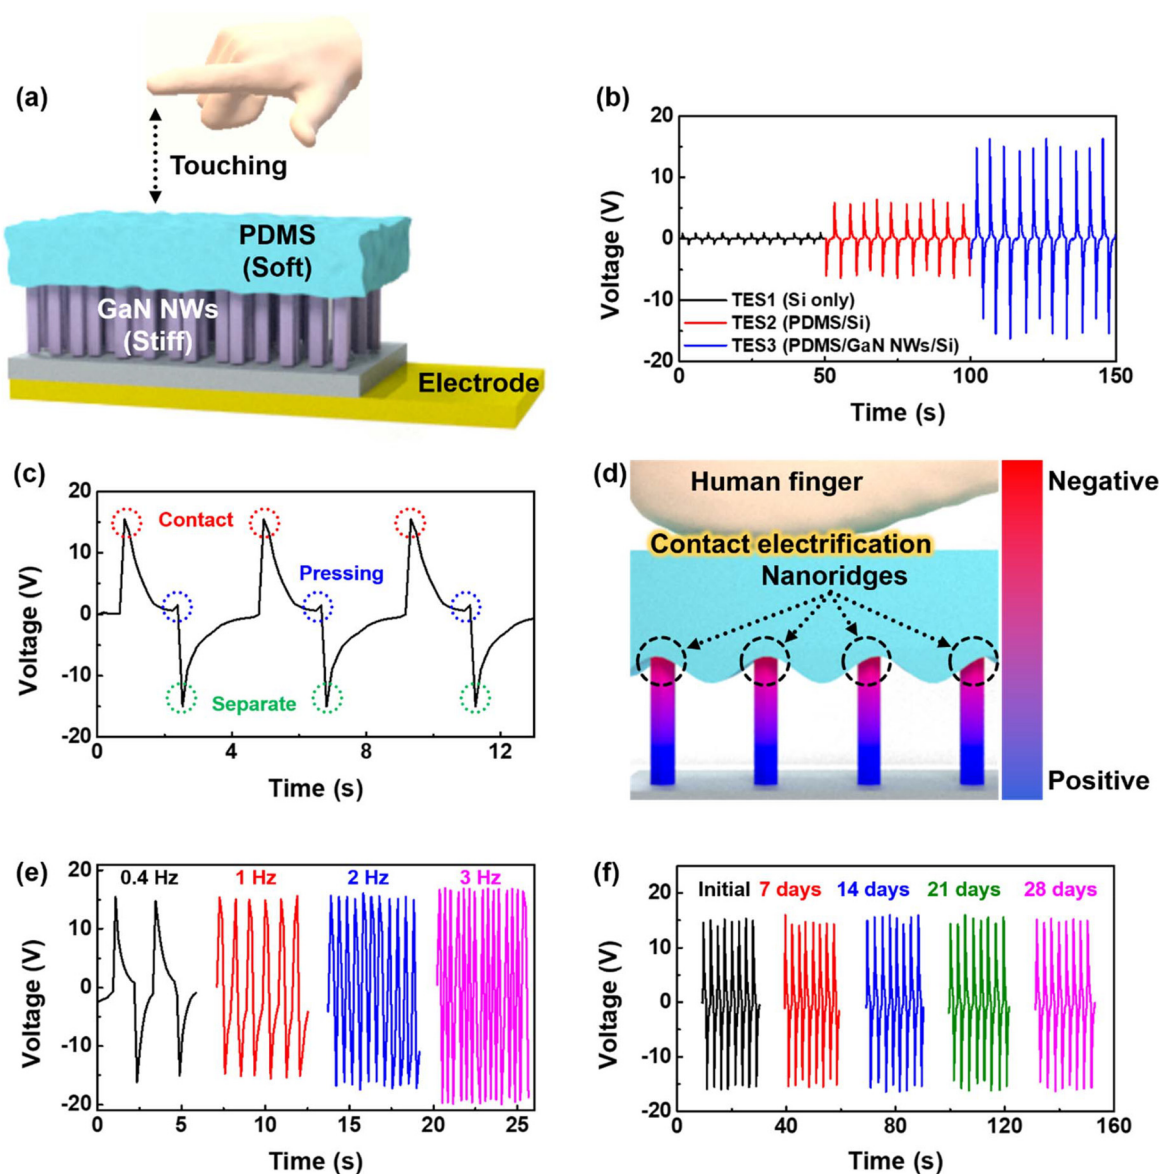 (a)
Touching
PDMS
(Soft)
GaN NWs
(Stiff)
Electrode
(b)
20
10
0
-10
-20
Voltage (V)
TES1 (Si only)
TES2 (PDMS/Si)
TES3 (PDMS/GaN NWs/Si)
0 50 100 150
Time (s)
(c)
20
10
0
-10
-20
Voltage (V)
Contact
Pressing
Separate
0 4 8 12
Time (s)
(d)
Human finger
Contact electrification
Nanoridges
Negative
Positive
(e)
20
10
0
-10
-20
Voltage (V)
0.4 Hz 1 Hz 2 Hz 3 Hz
0 5 10 15 20 25
Time (s)
(f)
20
10
0
-10
-20
Voltage (V)
Initial 7 days 14 days 21 days 28 days
0 40 80 120 160
Time (s)